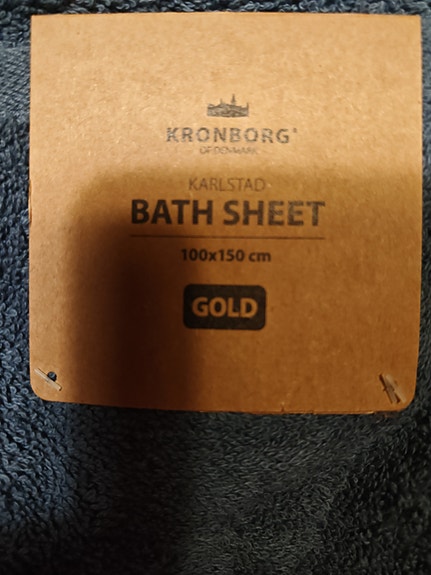 KRONBORG®
OF DENMARK
KARLSTAD
BATH SHEET
100x150 cm
GOLD